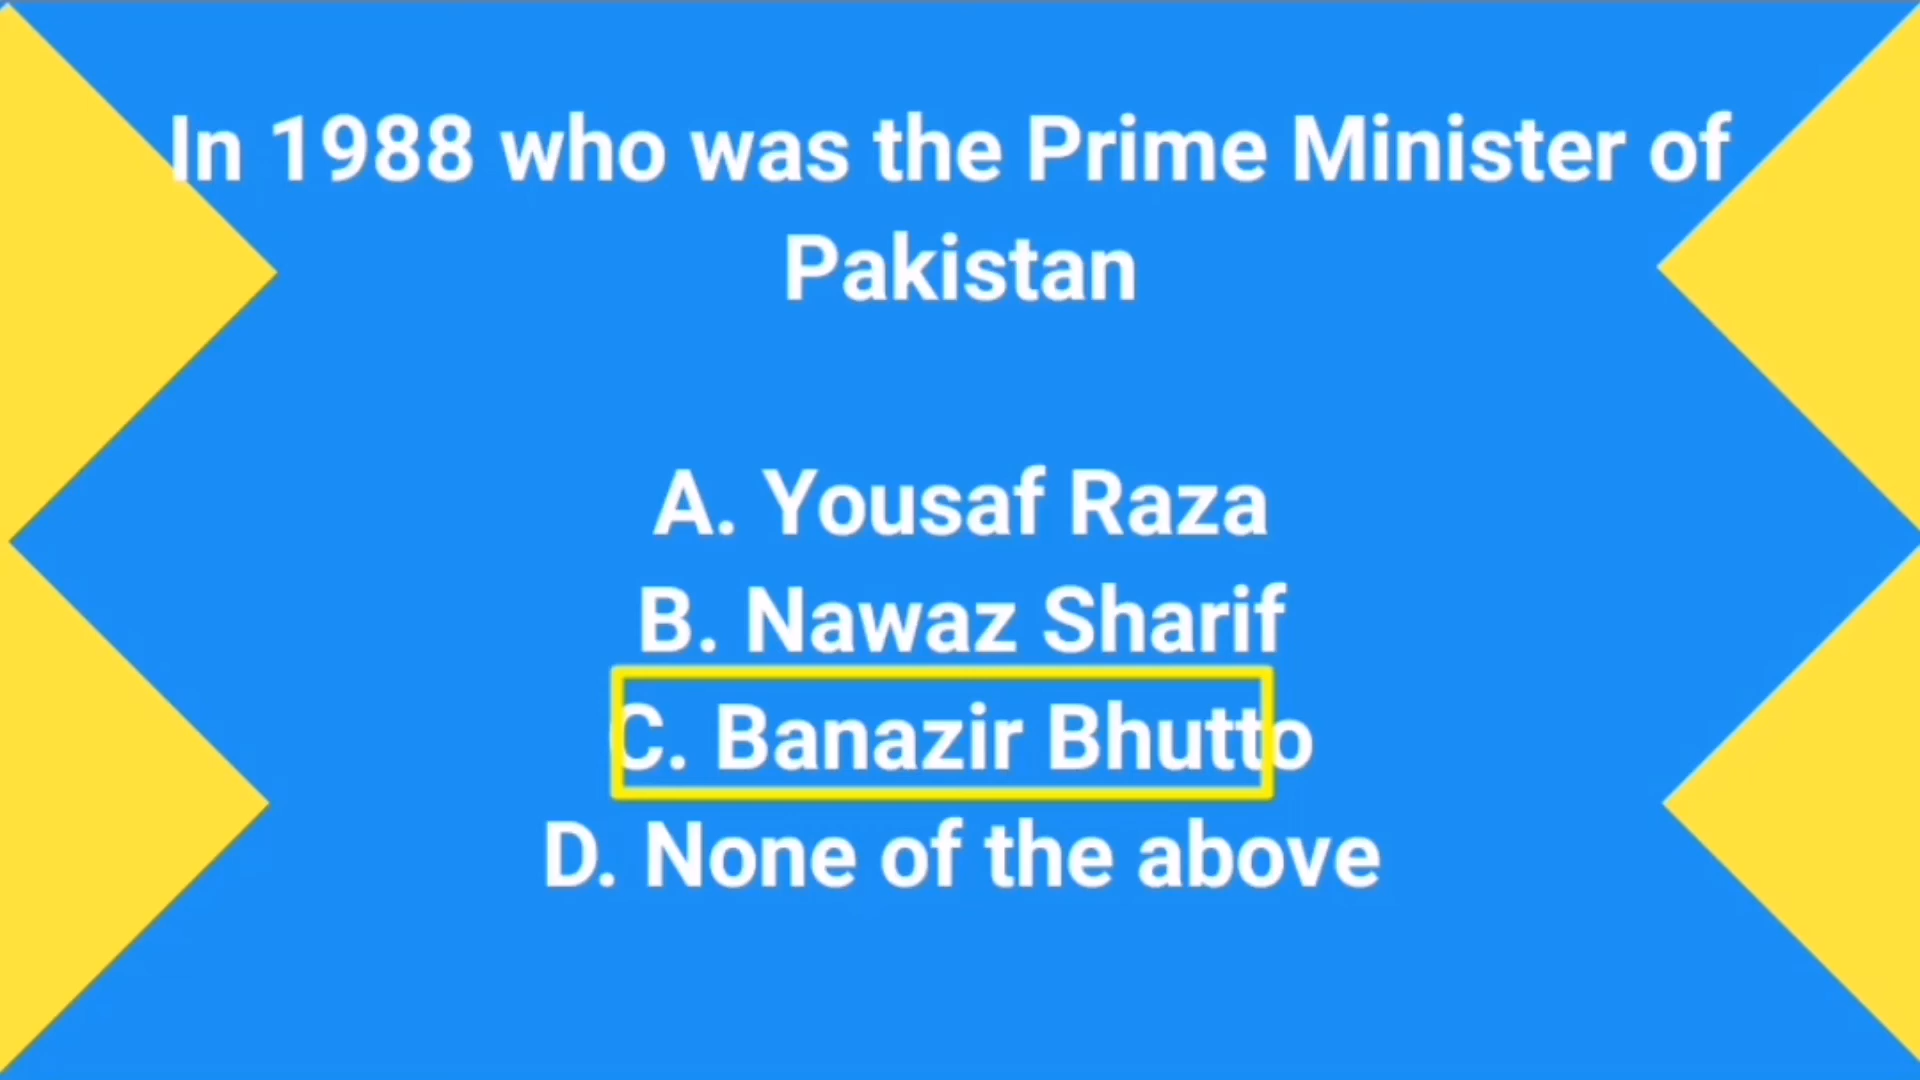 In 1988 who was the Prime Minister of
Pakistan
A. Yousaf Raza
B. Nawaz Sharif
C. Banazir Bhutto
D. None of the above